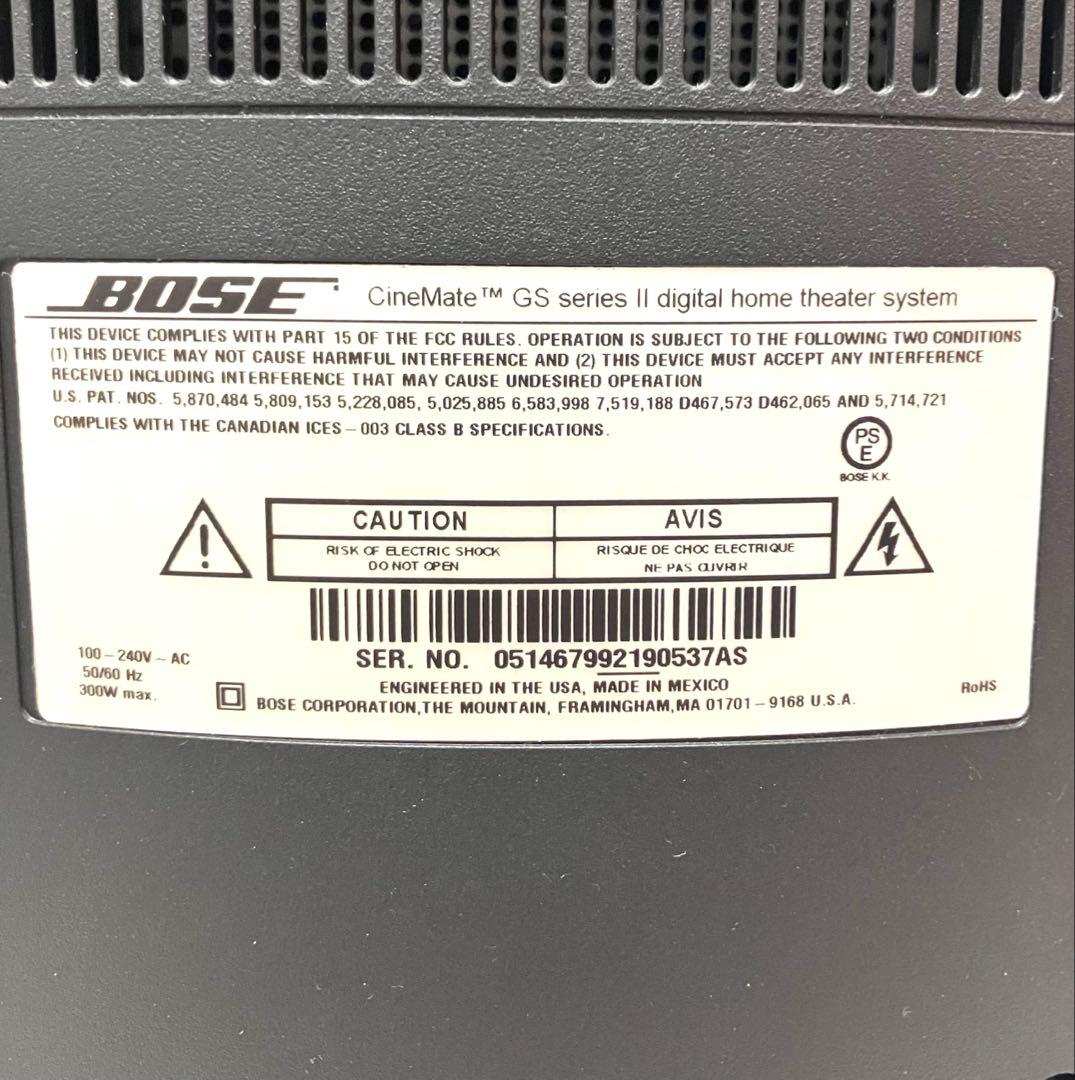 BOSE CineMate™ GS series II digital home theater system
THIS DEVICE COMPLIES WITH PART 15 OF THE FCC RULES. OPERATION IS SUBJECT TO THE FOLLOWING TWO CONDITIONS
(1) THIS DEVICE MAY NOT CAUSE HARMFUL INTERFERENCE AND (2) THIS DEVICE MUST ACCEPT ANY INTERFERENCE
RECEIVED INCLUDING INTERFERENCE THAT MAY CAUSE UNDESIRED OPERATION
U.S. PAT. NOS. 5,870,484 5,809,153 5,228,085, 5,025,885 6,583,998 7,519,188 D467,573 D462,065 AND 5,714,721
COMPLIES WITH THE CANADIAN ICES-003 CLASS B SPECIFICATIONS.
PS
E
BOSE K.K.
CAUTION
RISK OF ELECTRIC SHOCK
DO NOT OPEN
AVIS
RISQUE DE CHOC ELECTRIQUE
NE PAS OUVRIR
SER. NO. 051467992190537AS
100-240V~AC
50/60 Hz
300W max.
ENGINEERED IN THE USA, MADE IN MEXICO
BOSE CORPORATION,THE MOUNTAIN, FRAMINGHAM,MA 01701-9168 U.S.A.
RoHS